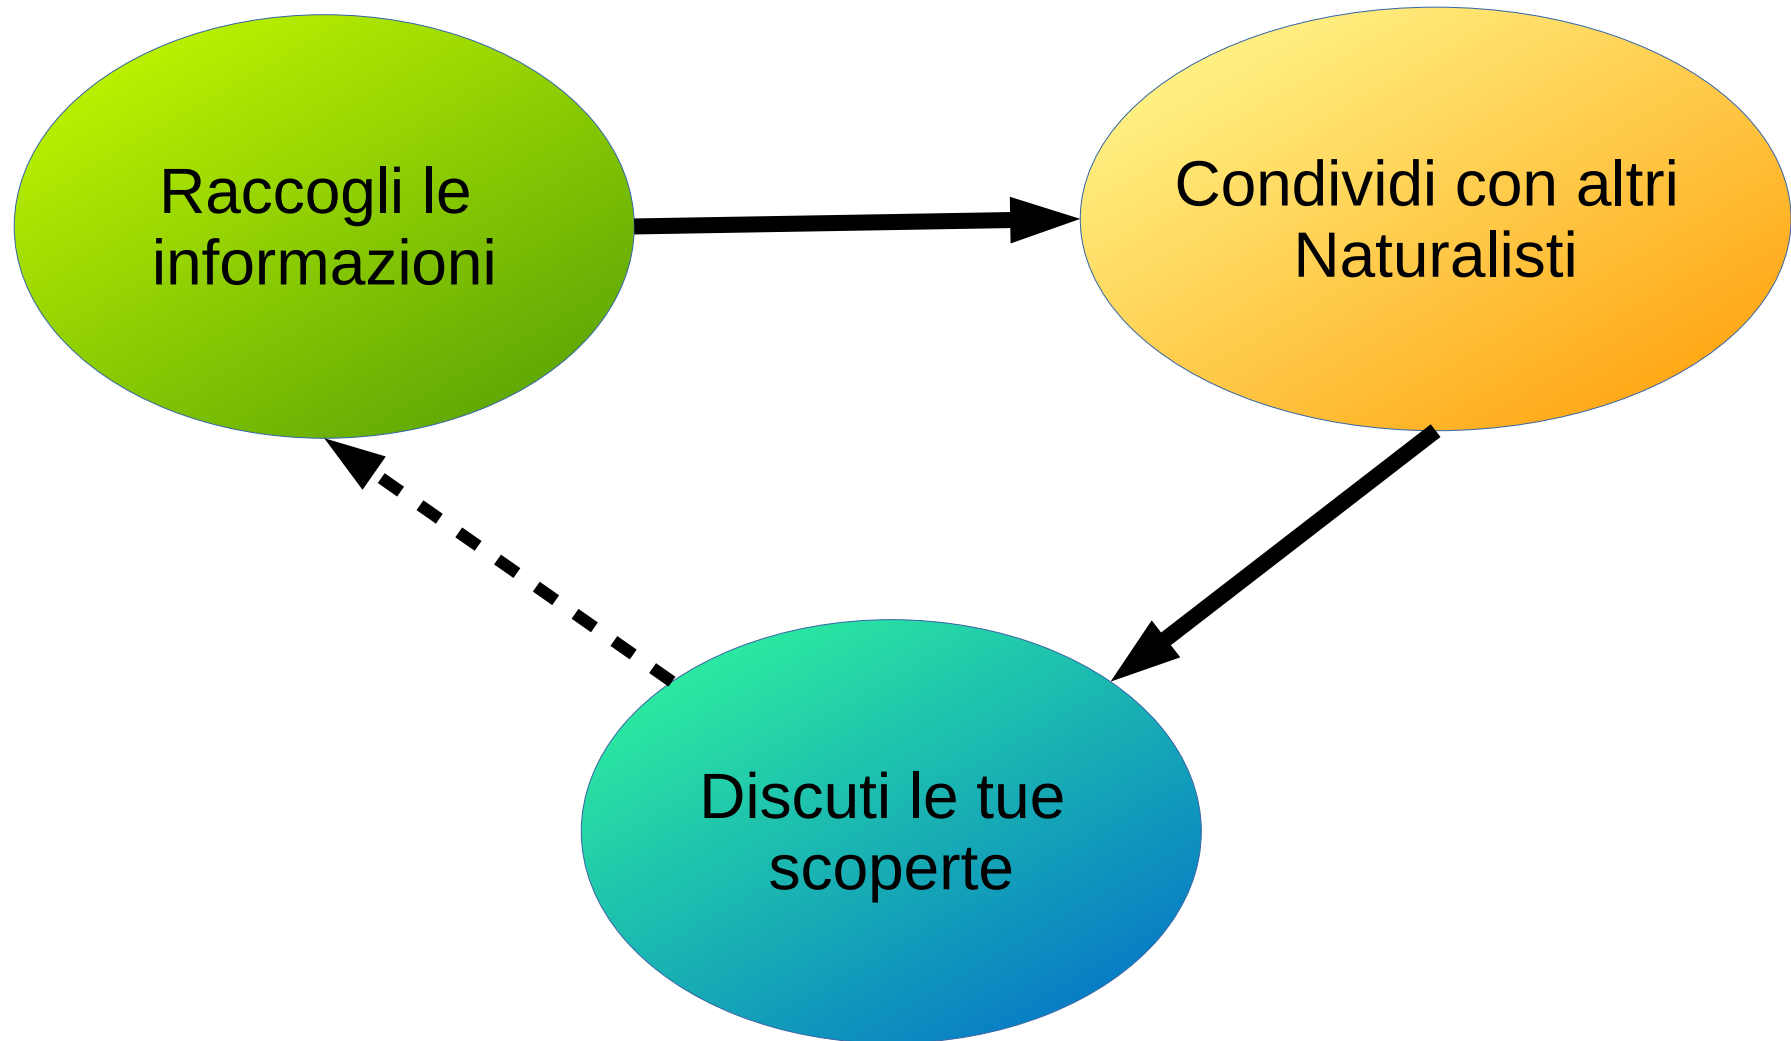 Raccogli le
informazioni
Condividi con altri
Naturalisti
Discuti le tue
scoperte